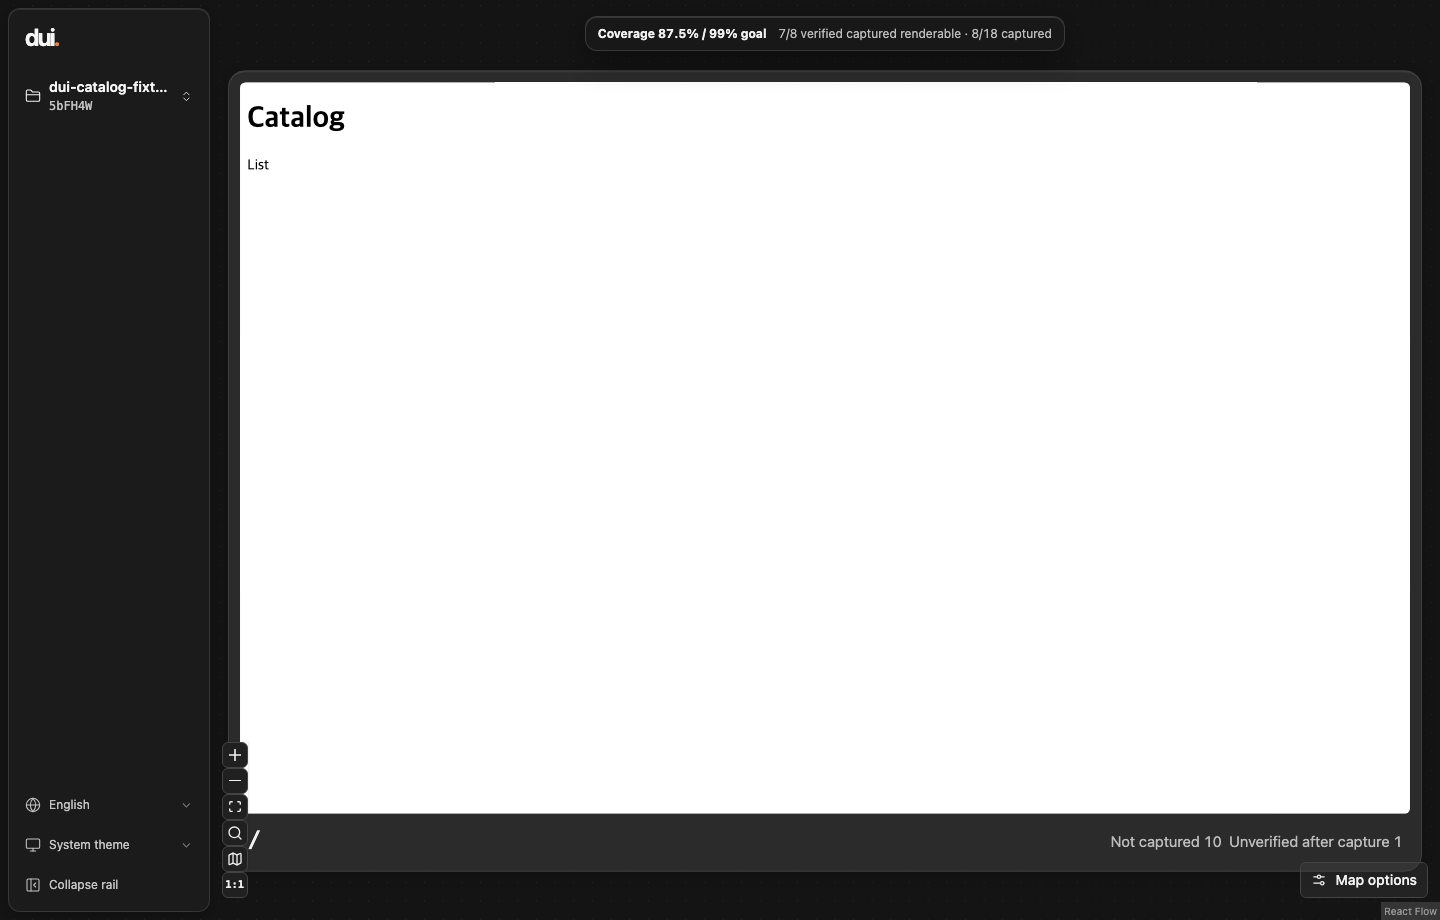 dui.
dui-catalog-fixt...
5bFH4W
Coverage 87.5% / 99% goal 7/8 verified captured renderable · 8/18 captured
Catalog
List
/
Not captured 10 Unverified after capture 1
English
System theme
Collapse rail
1:1
Map options
React Flow